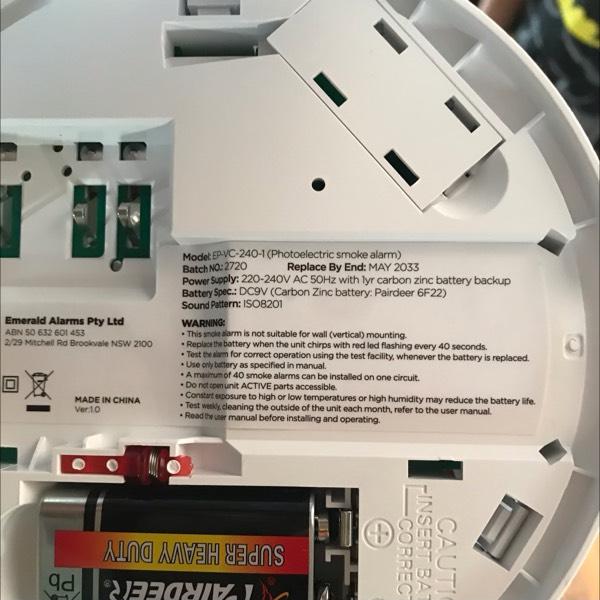 Model: EP-VC-240-1 (Photoelectric smoke alarm)
Batch NO.: 2720 Replace By End: MAY 2033
Power Supply: 220-240V AC 50Hz with 1yr carbon zinc battery backup
Battery Spec.: DC9V (Carbon Zinc battery: Pairdeer 6F22)
Sound Pattern: ISO8201
Emerald Alarms Pty Ltd
ABN 50 632 601 453
2/29 Mitchell Rd Brookvale NSW 2100
MADE IN CHINA
Ver:1.0
WARNING:
• This smoke alarm is not suitable for wall (vertical) mounting.
• Replace the battery when the unit chirps with red led flashing every 40 seconds.
• Test the alarm for correct operation using the test facility, whenever the battery is replaced.
• Use only battery as specified in manual.
• A maximum of 40 smoke alarms can be installed on one circuit.
• Do not open unit ACTIVE parts accessible.
• Constant exposure to high or low temperatures or high humidity may reduce the battery life.
• Test weekly, cleaning the outside of the unit each month, refer to the user manual.
• Read the user manual before installing and operating.
SUPER HEAVY DUTY
Pb
INSERT